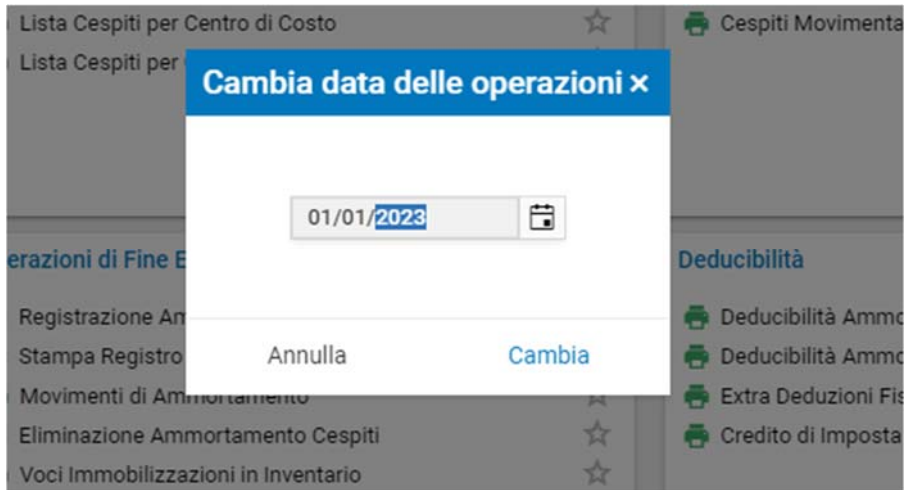 Lista Cespiti per Centro di Costo
Cespiti Movimenta
Lista Cespiti per
Cambia data delle operazioni ×
01/01/2023
erazioni di Fine E
Deducibilità
Registrazione Am
Deducibilità Ammo
Stampa Registro
Annulla
Cambia
Deducibilità Ammo
Movimenti di Ammortamento
Extra Deduzioni Fis
Eliminazione Ammortamento Cespiti
Credito di Imposta
Voci Immobilizzazioni in Inventario